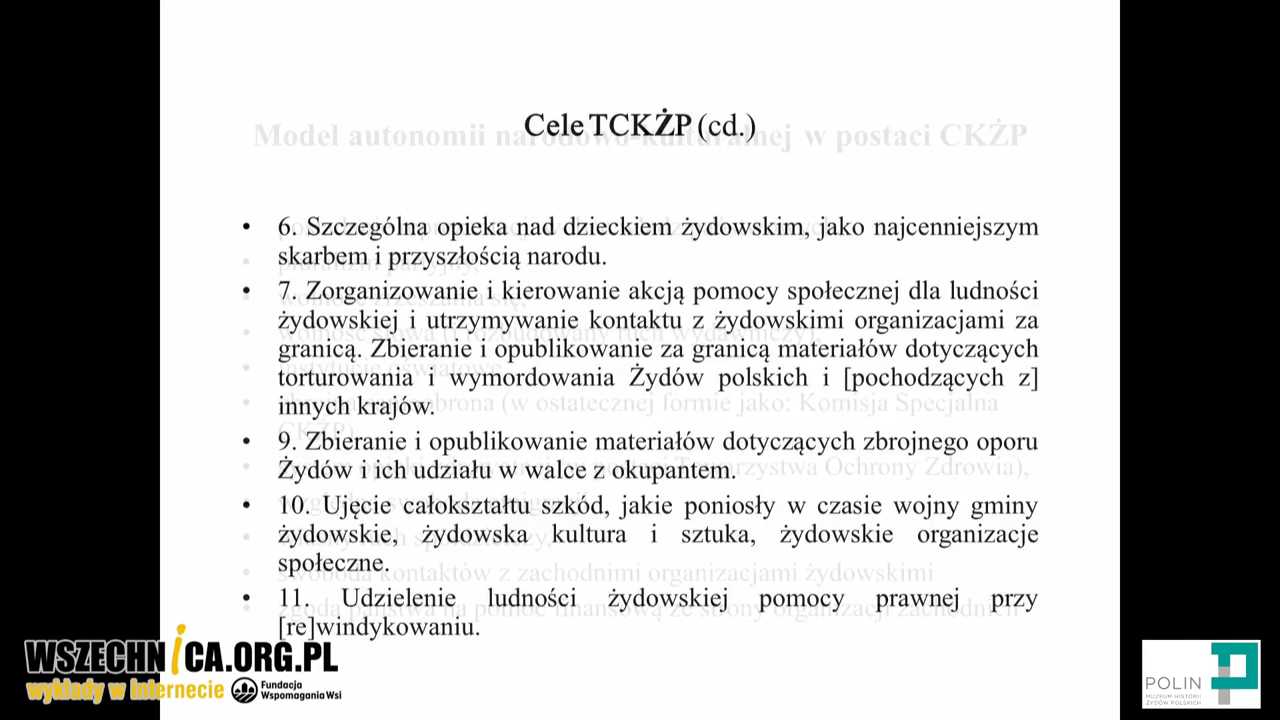 Cele TCKŻP (cd.)
Model autonomii narodowo-kulturalnej w postaci CKŻP
• 6. Szczególna opieka nad dzieckiem żydowskim, jako najcenniejszym
skarbem i przyszłością narodu.
• 7. Zorganizowanie i kierowanie akcją pomocy społecznej dla ludności
żydowskiej i utrzymywanie kontaktu z żydowskimi organizacjami za
granicą. Zbieranie i opublikowanie za granicą materiałów dotyczących
torturowania i wymordowania Żydów polskich i [pochodzących z]
innych krajów.
• 9. Zbieranie i opublikowanie materiałów dotyczących zbrojnego oporu
Żydów i ich udziału w walce z okupantem.
• 10. Ujęcie całokształtu szkód, jakie poniosły w czasie wojny gminy
żydowskie, żydowska kultura i sztuka, żydowskie organizacje
społeczne.
swoboda kontaktów z zachodnimi organizacjami żydowskimi
• 11. Udzielenie ludności żydowskiej pomocy prawnej przy
[re]windykowaniu.
WSZECHNICA.ORG.PL
wykłady w Internecie
Fundacja
Wspomagania Wsi
POLIN
MUZEUM HISTORII
ŻYDÓW POLSKICH